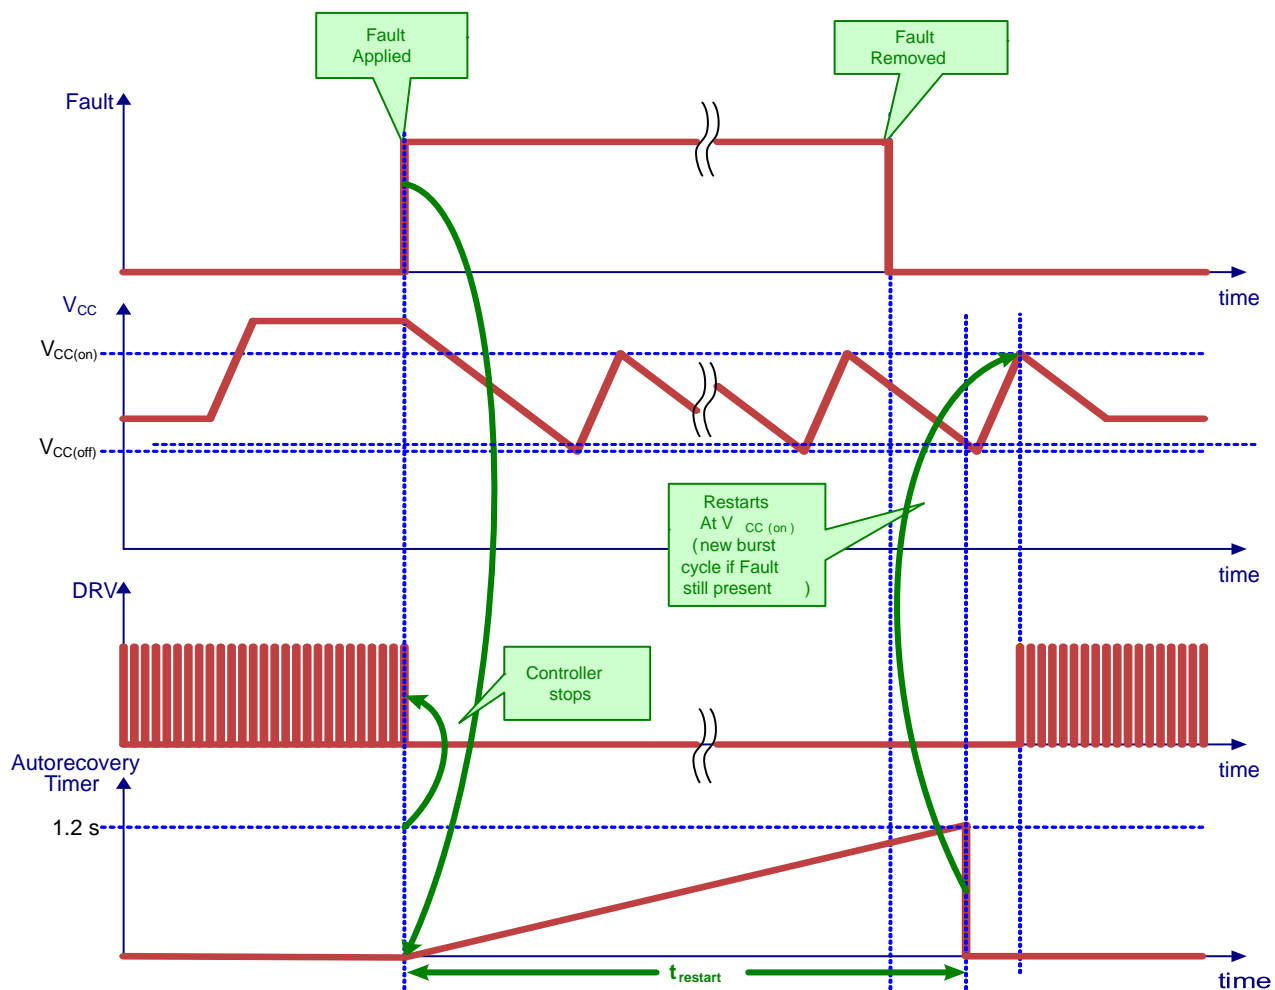 Fault
Applied
Fault
Removed
Fault
time
VCC
VCC(on)
VCC(off)
Restarts
At V CC (on)
(new burst
cycle if Fault
still present )
time
DRV
Controller
stops
time
Autorecovery
Timer
1.2 s
trestart
time